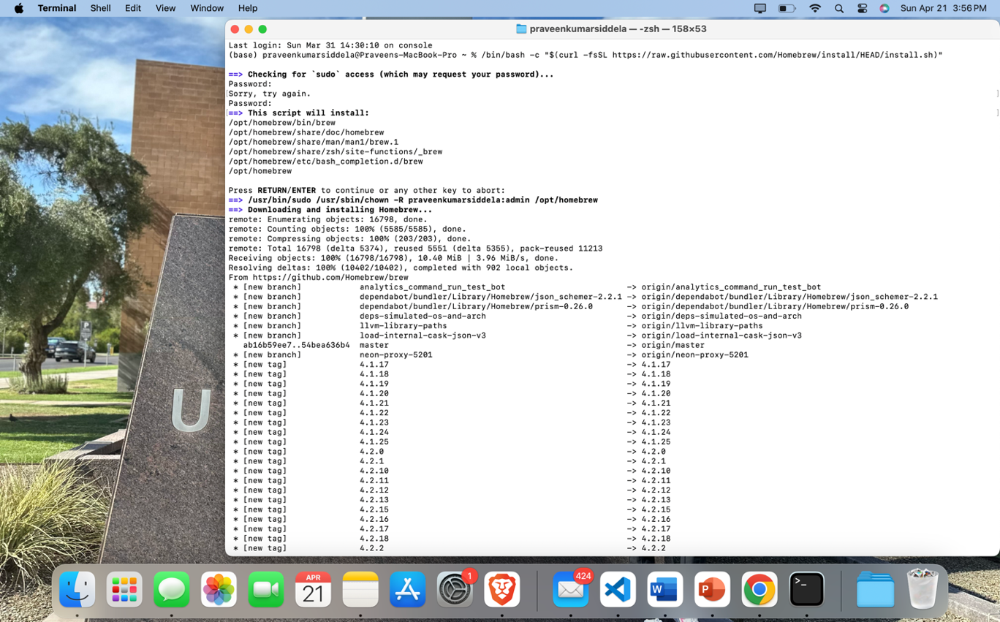 Terminal Shell Edit View Window Help Sun Apr 21 3:56 PM
praveenkumarsiddela — -zsh — 158×53
Last login: Sun Mar 31 14:30:10 on console
(base) praveenkumarsiddela@Praveens-MacBook-Pro ~ % /bin/bash -c "$(curl -fsSL https://raw.githubusercontent.com/Homebrew/install/HEAD/install.sh)"
==> Checking for `sudo` access (which may request your password)...
Password:
[Sorry, try again. ]
Password:
[==> This script will install: ]
/opt/homebrew/bin/brew
/opt/homebrew/share/doc/homebrew
/opt/homebrew/share/man/man1/brew.1
/opt/homebrew/share/zsh/site-functions/_brew
/opt/homebrew/etc/bash_completion.d/brew
/opt/homebrew
Press RETURN/ENTER to continue or any other key to abort:
==> /usr/bin/sudo /usr/sbin/chown -R praveenkumarsiddela:admin /opt/homebrew
==> Downloading and installing Homebrew...
remote: Enumerating objects: 16798, done.
remote: Counting objects: 100% (5585/5585), done.
remote: Compressing objects: 100% (203/203), done.
remote: Total 16798 (delta 5374), reused 5551 (delta 5355), pack-reused 11213
Receiving objects: 100% (16798/16798), 10.40 MiB | 3.96 MiB/s, done.
Resolving deltas: 100% (10402/10402), completed with 902 local objects.
From https://github.com/Homebrew/brew
* [new branch] analytics_command_run_test_bot -> origin/analytics_command_run_test_bot
* [new branch] dependabot/bundler/Library/Homebrew/json_schemer-2.2.1 -> origin/dependabot/bundler/Library/Homebrew/json_schemer-2.2.1
* [new branch] dependabot/bundler/Library/Homebrew/prism-0.26.0 -> origin/dependabot/bundler/Library/Homebrew/prism-0.26.0
* [new branch] deps-simulated-os-and-arch -> origin/deps-simulated-os-and-arch
* [new branch] llvm-library-paths -> origin/llvm-library-paths
* [new branch] load-internal-cask-json-v3 -> origin/load-internal-cask-json-v3
ab16b59ee7..54bea636b4 master -> origin/master
* [new branch] neon-proxy-5201 -> origin/neon-proxy-5201
* [new tag] 4.1.17 -> 4.1.17
* [new tag] 4.1.18 -> 4.1.18
* [new tag] 4.1.19 -> 4.1.19
* [new tag] 4.1.20 -> 4.1.20
* [new tag] 4.1.21 -> 4.1.21
* [new tag] 4.1.22 -> 4.1.22
* [new tag] 4.1.23 -> 4.1.23
* [new tag] 4.1.24 -> 4.1.24
* [new tag] 4.1.25 -> 4.1.25
* [new tag] 4.2.0 -> 4.2.0
* [new tag] 4.2.1 -> 4.2.1
* [new tag] 4.2.10 -> 4.2.10
* [new tag] 4.2.11 -> 4.2.11
* [new tag] 4.2.12 -> 4.2.12
* [new tag] 4.2.13 -> 4.2.13
* [new tag] 4.2.15 -> 4.2.15
* [new tag] 4.2.16 -> 4.2.16
* [new tag] 4.2.17 -> 4.2.17
* [new tag] 4.2.18 -> 4.2.18
* [new tag] 4.2.2 -> 4.2.2
U
APR
21
1
424
W
P
>_